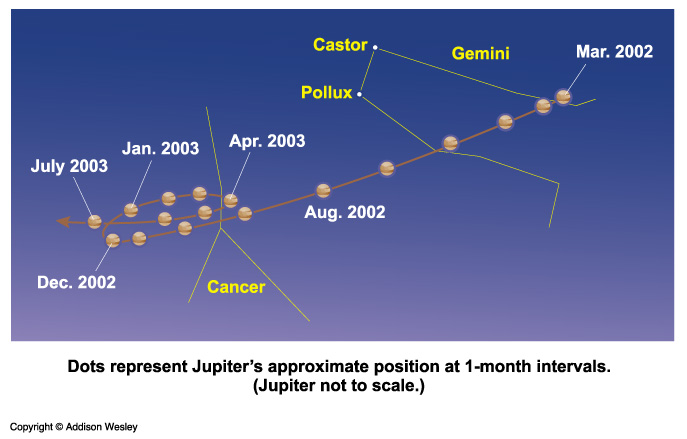 Castor
Gemini
Mar. 2002
Pollux
Jan. 2003
Apr. 2003
July 2003
Aug. 2002
Dec. 2002
Cancer
Dots represent Jupiter’s approximate position at 1-month intervals.
(Jupiter not to scale.)
Copyright © Addison Wesley